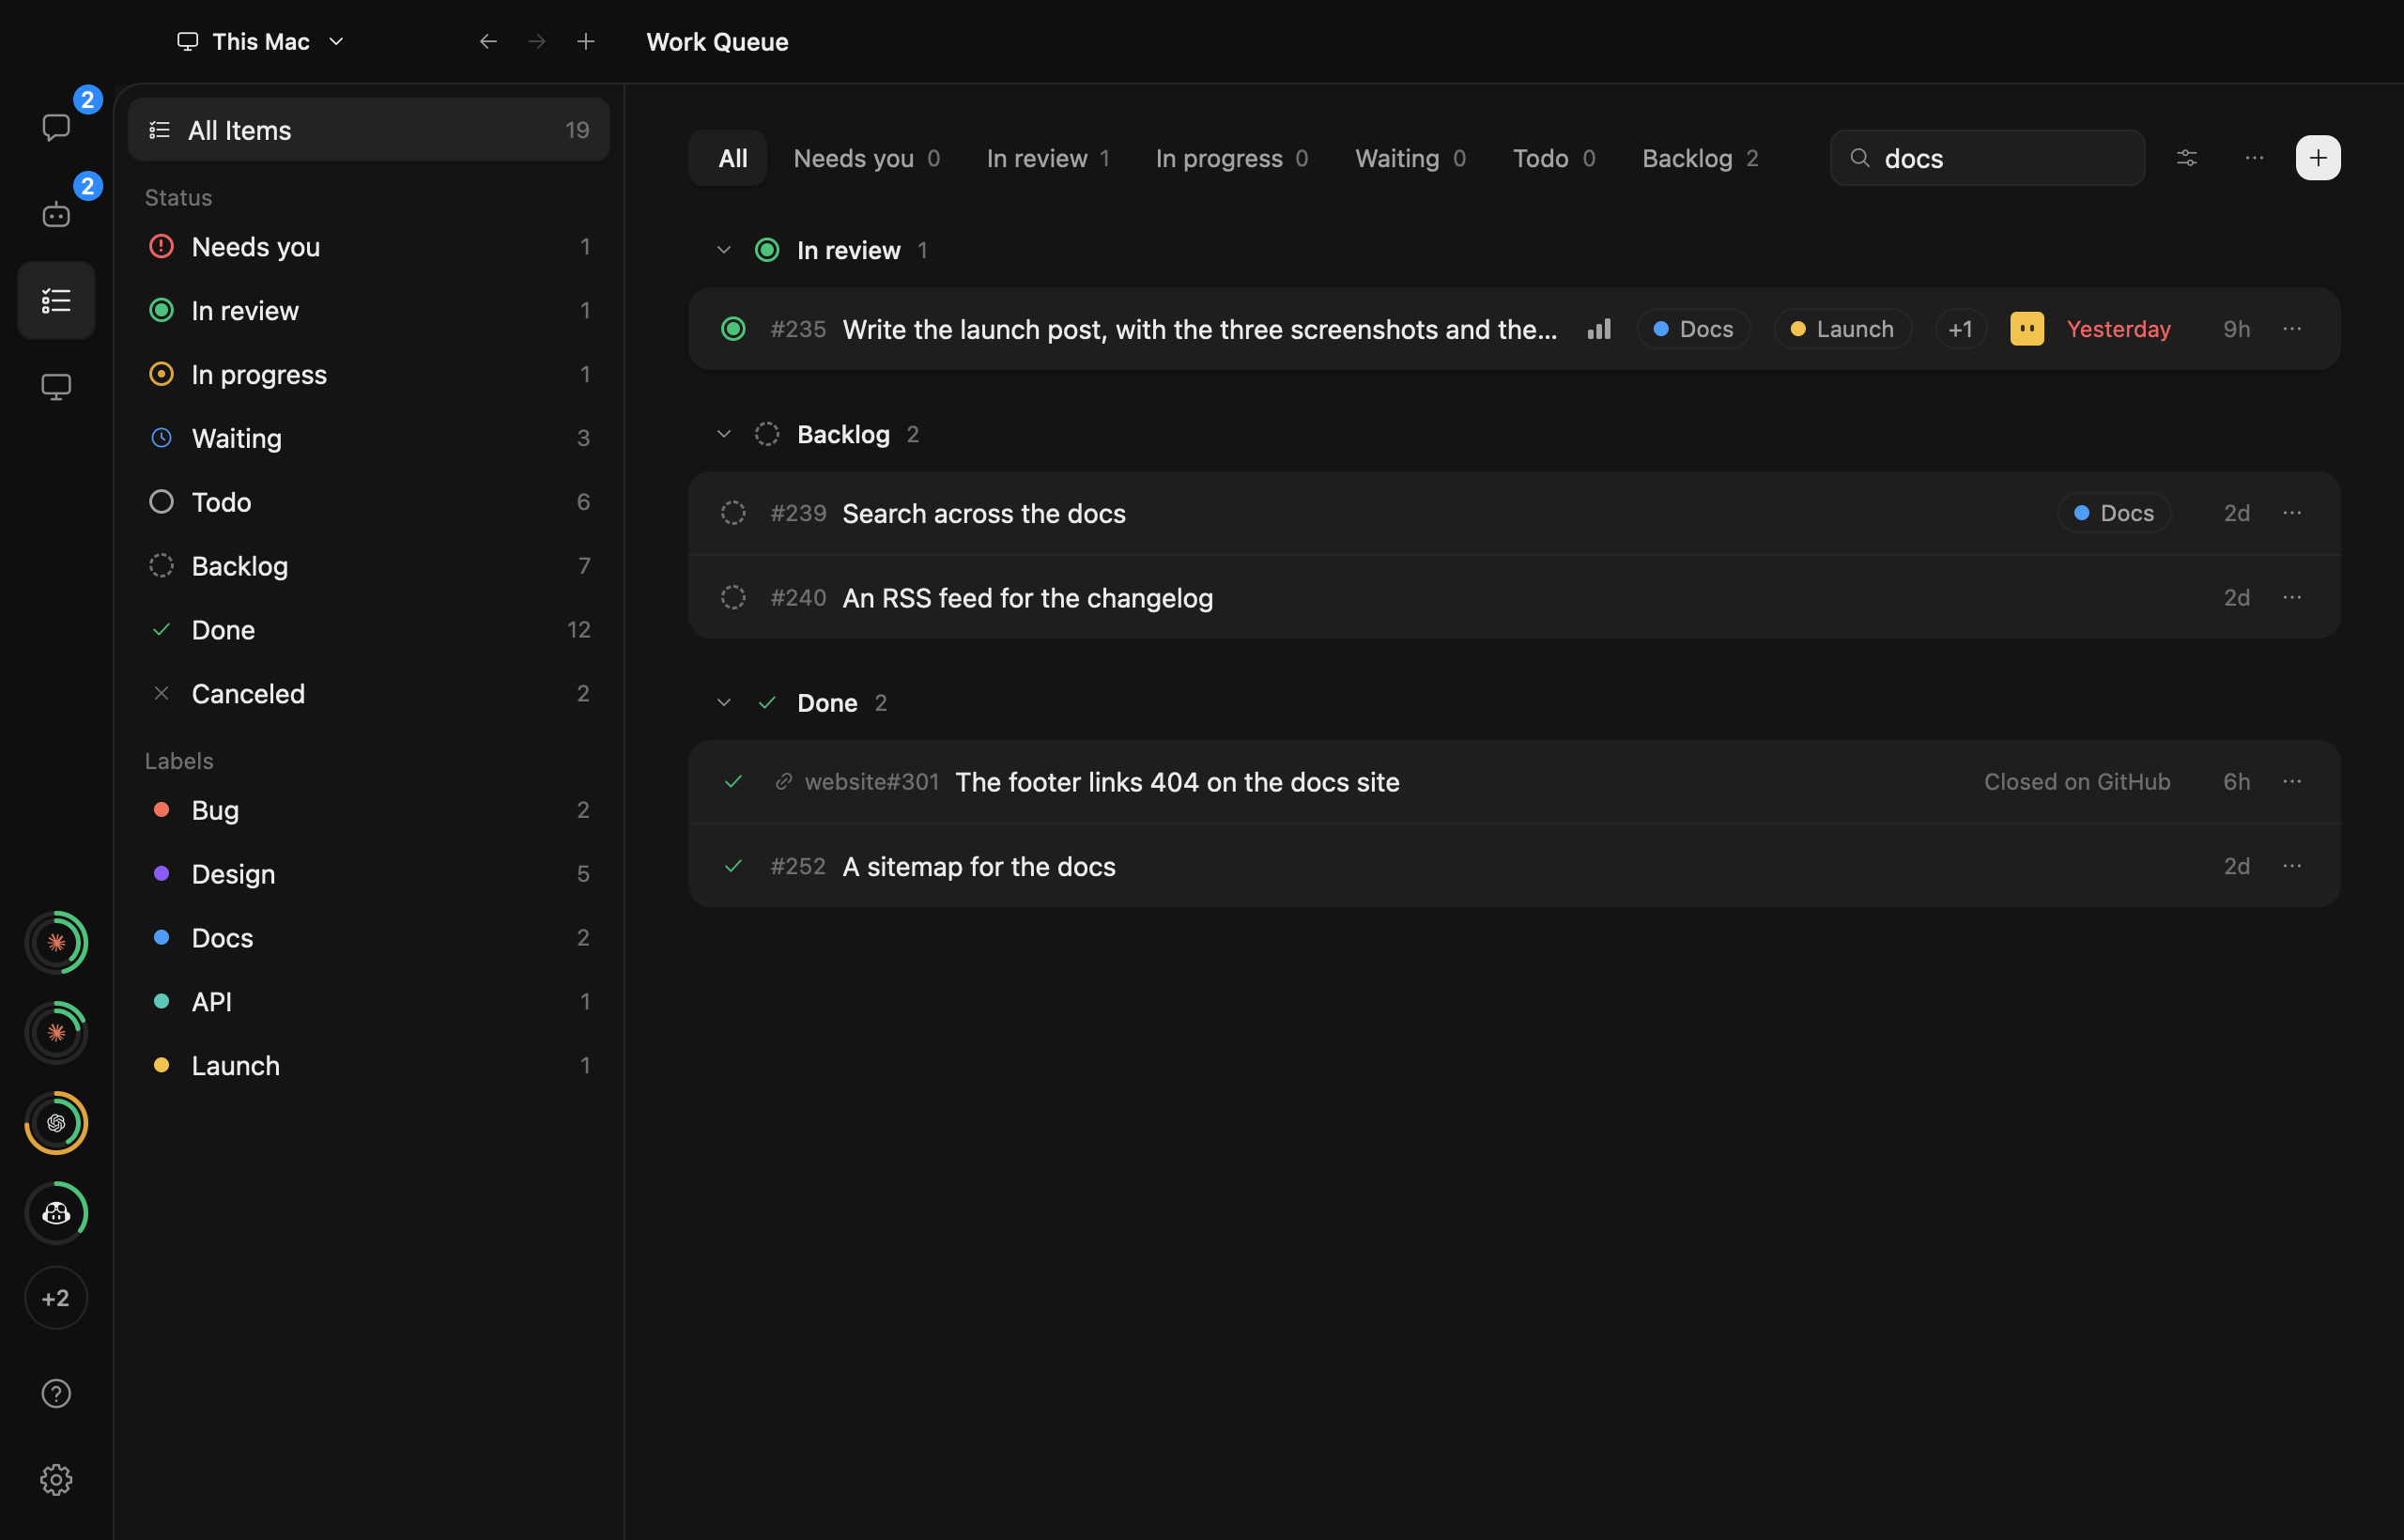 This Mac
Work Queue
2
2
All Items 19
Status
Needs you 1
In review 1
In progress 1
Waiting 3
Todo 6
Backlog 7
Done 12
Canceled 2
Labels
Bug 2
Design 5
Docs 2
API 1
Launch 1
+2
All Needs you 0 In review 1 In progress 0 Waiting 0 Todo 0 Backlog 2 docs
In review 1
#235 Write the launch post, with the three screenshots and the... Docs Launch +1 Yesterday 9h
Backlog 2
#239 Search across the docs Docs 2d
#240 An RSS feed for the changelog 2d
Done 2
website#301 The footer links 404 on the docs site Closed on GitHub 6h
#252 A sitemap for the docs 2d